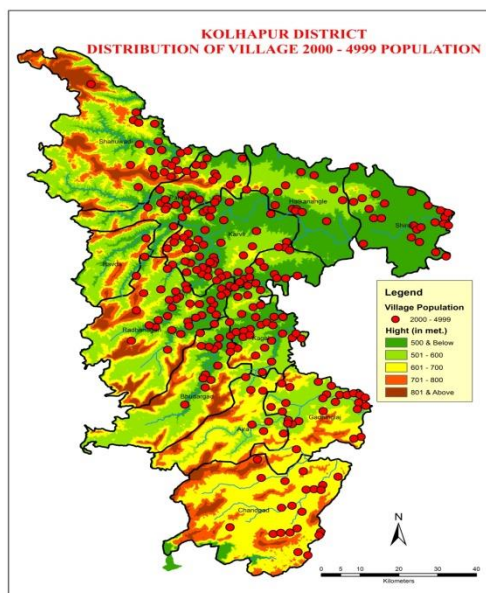 KOLHAPUR DISTRICT
DISTRIBUTION OF VILLAGE 2000 - 4999 POPULATION
Shahuwadi
Hatkanangle
Karvir
Kagal
Gadhinglaj
Chandgad
Legend
Village Population
2000 - 4999
Hight (in met.)
500 & Below
501 - 600
601 - 700
701 - 800
801 & Above
N
0 5 10 20 30 40
Kilometers